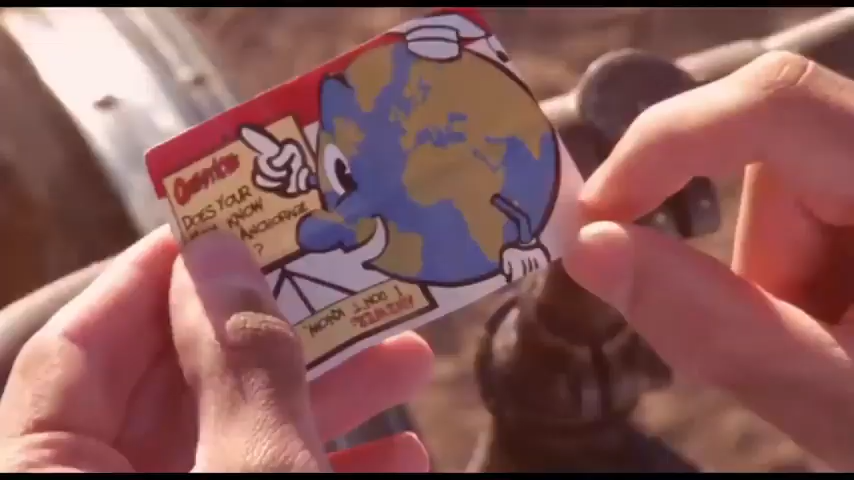 Question
DOES YOUR
KNOW
ANCHORAGE
?
ANSWER:
I DON'T KNOW,